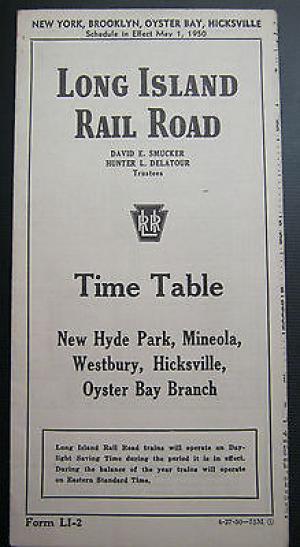 NEW YORK, BROOKLYN, OYSTER BAY, HICKSVILLE
Schedule in Effect May 1, 1950
LONG ISLAND
RAIL ROAD
DAVID E. SMUCKER
HUNTER L. DELATOUR
Trustees
Time Table
New Hyde Park, Mineola,
Westbury, Hicksville,
Oyster Bay Branch
Long Island Rail Road trains will operate on Day-
light Saving Time during the period it is in effect.
During the balance of the year trains will operate
on Eastern Standard Time.
Form LI-2